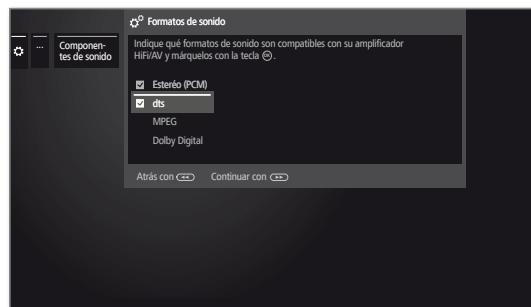 Formatos de sonido
...
Componen-
tes de sonido
Indique qué formatos de sonido son compatibles con su amplificador
HiFi/AV y márquelos con la tecla OK.
Estéreo (PCM)
dts
MPEG
Dolby Digital
Atrás con
Continuar con